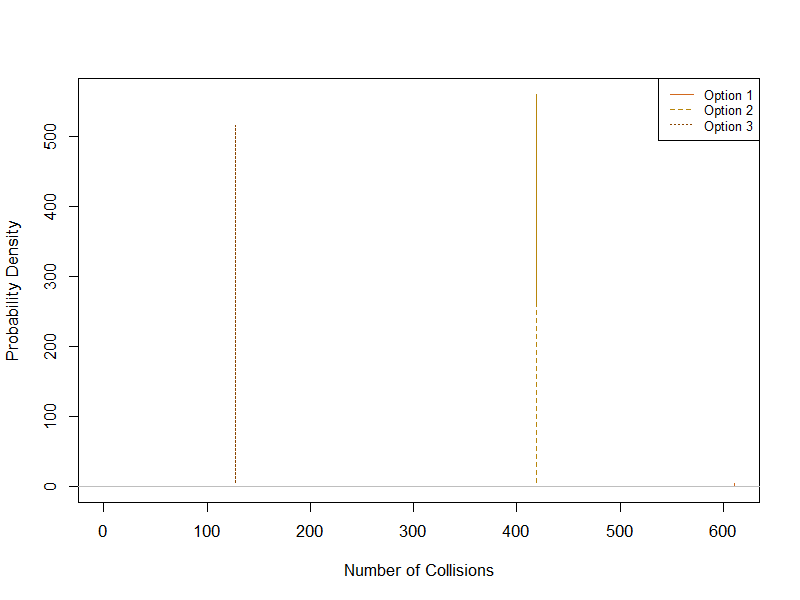 Option 1
Option 2
Option 3
500
400
300
200
100
0
Probability Density
0 100 200 300 400 500 600
Number of Collisions